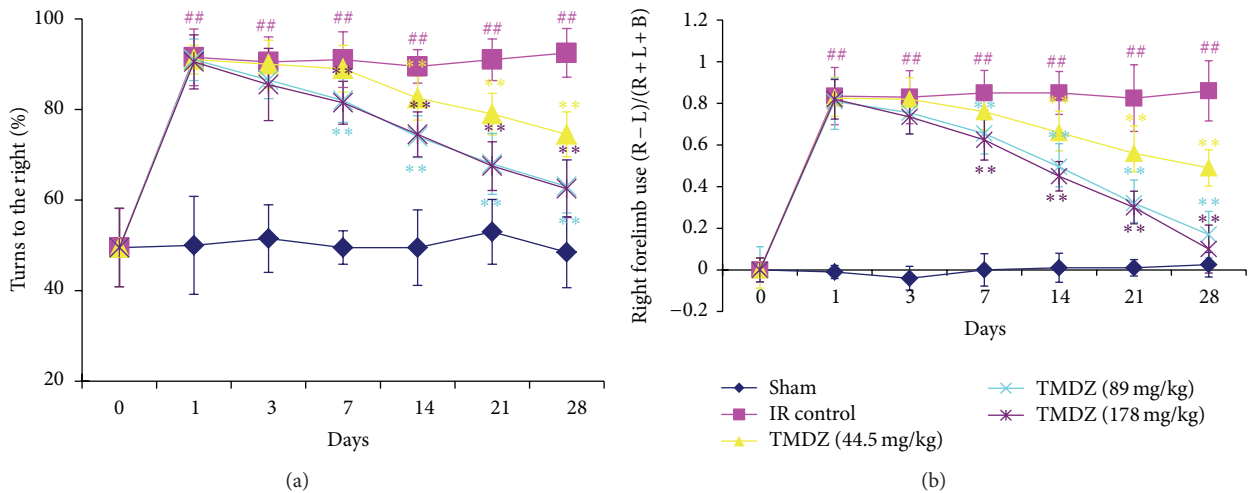 Turns to the right (%)
100
80
60
40
20
## ## ## ## ## ##
** ** ** **
** ** **
** ** ** **
0 1 3 7 14 21 28
Days
(a)
Right forelimb use (R − L)/(R + L + B)
1.2
1
0.8
0.6
0.4
0.2
0
−0.2
## ## ## ## ## ##
** ** ** **
** ** ** **
** ** ** **
0 1 3 7 14 21 28
Days
Sham
IR control
TMDZ (44.5 mg/kg)
TMDZ (89 mg/kg)
TMDZ (178 mg/kg)
(b)